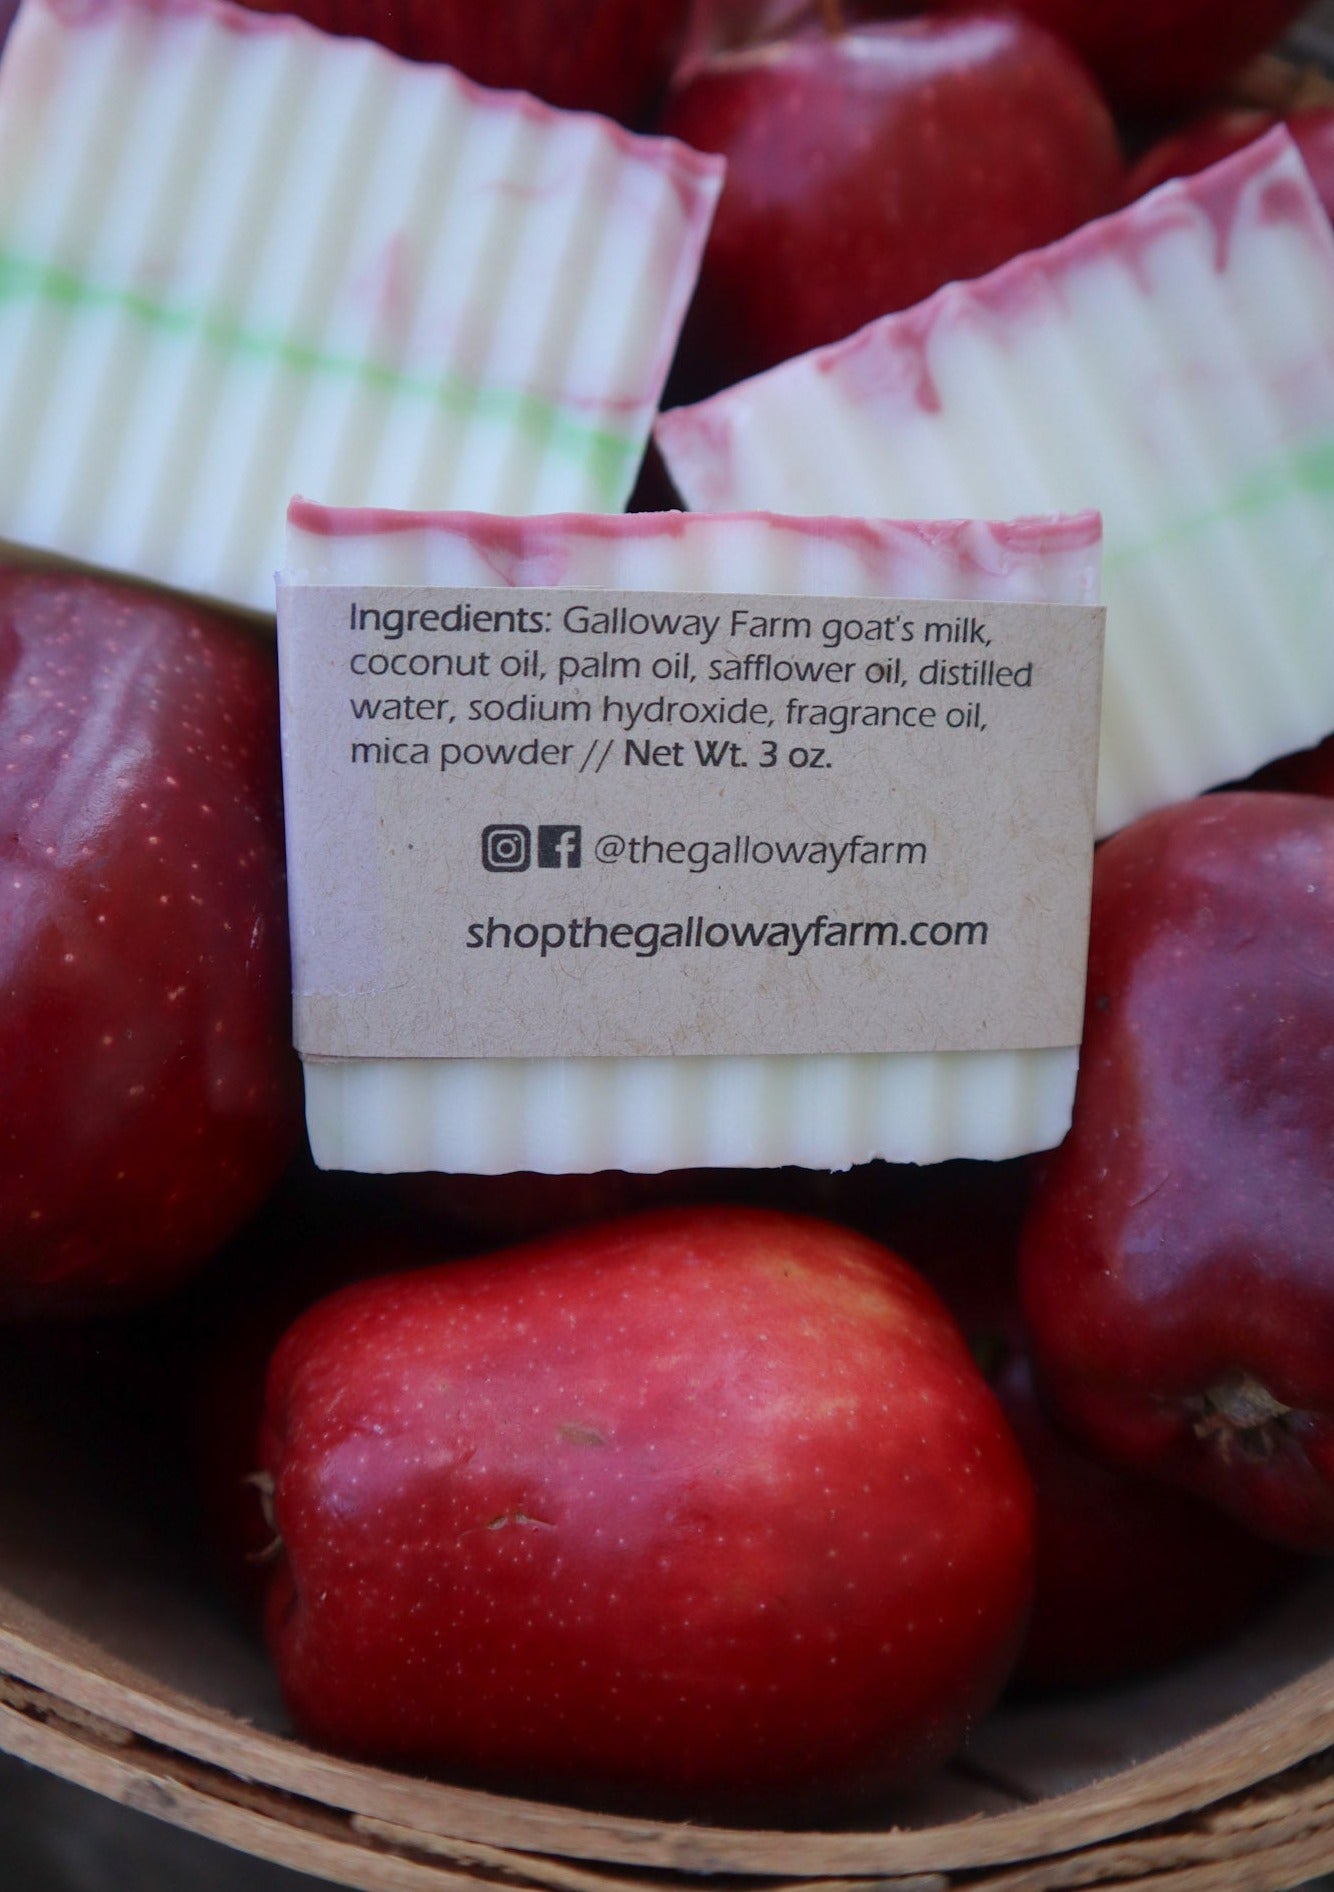 Ingredients: Galloway Farm goat's milk,
coconut oil, palm oil, safflower oil, distilled
water, sodium hydroxide, fragrance oil,
mica powder // Net Wt. 3 oz.
@thegallowayfarm
shopthegallowayfarm.com